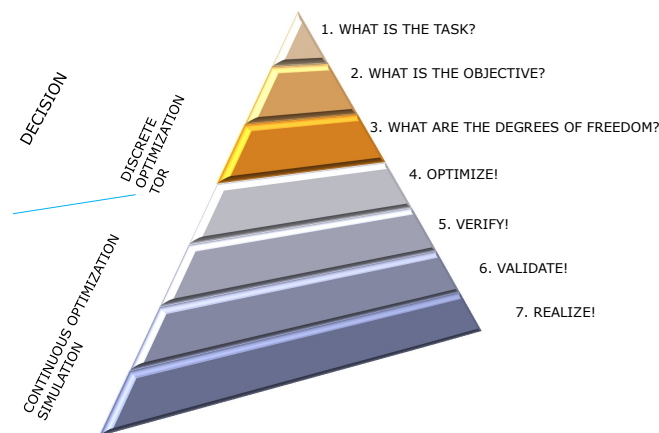 1. WHAT IS THE TASK?
2. WHAT IS THE OBJECTIVE?
3. WHAT ARE THE DEGREES OF FREEDOM?
4. OPTIMIZE!
5. VERIFY!
6. VALIDATE!
7. REALIZE!
DECISION
DISCRETE
OPTIMIZATION
TOR
CONTINUOUS OPTIMIZATION
SIMULATION